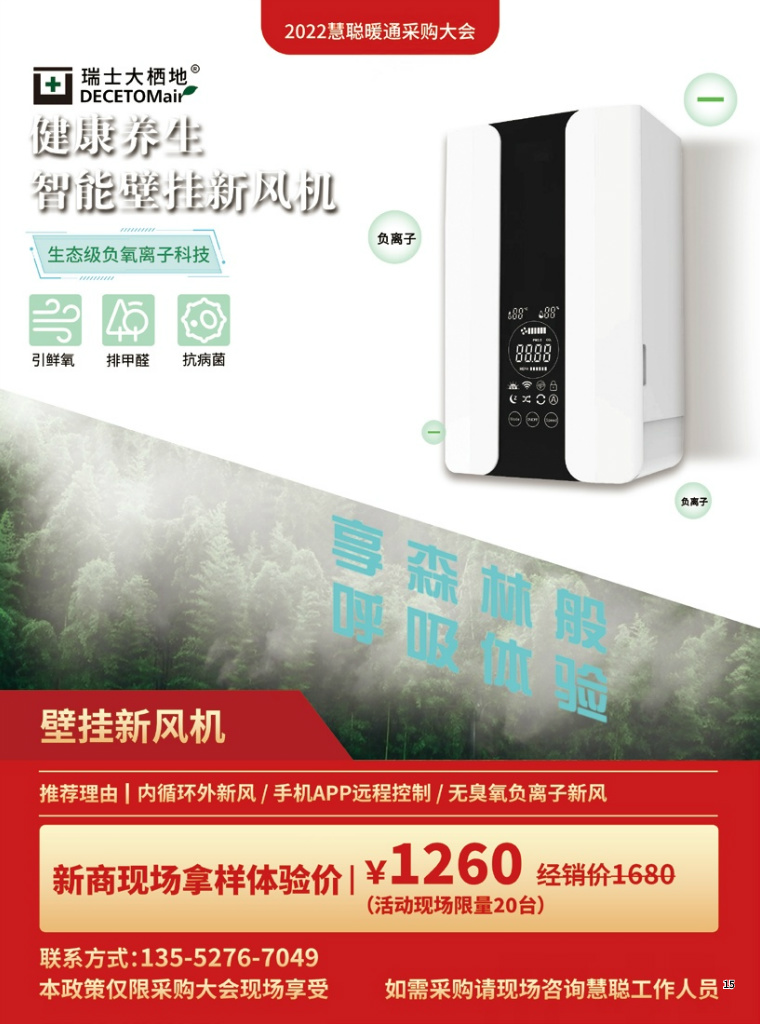 2022慧聪暖通采购大会
瑞士大栖地®
DECETOMair
健康养生
智能壁挂新风机
生态级负氧离子科技
引鲜氧 排甲醛 抗病菌
负离子
88:88
负离子
享森林般
呼吸体验
壁挂新风机
推荐理由 | 内循环外新风 / 手机APP远程控制 / 无臭氧负离子新风
新商现场拿样体验价 | ¥1260 经销价1680
（活动现场限量20台）
联系方式:135-5276-7049
本政策仅限采购大会现场享受 如需采购请现场咨询慧聪工作人员
15